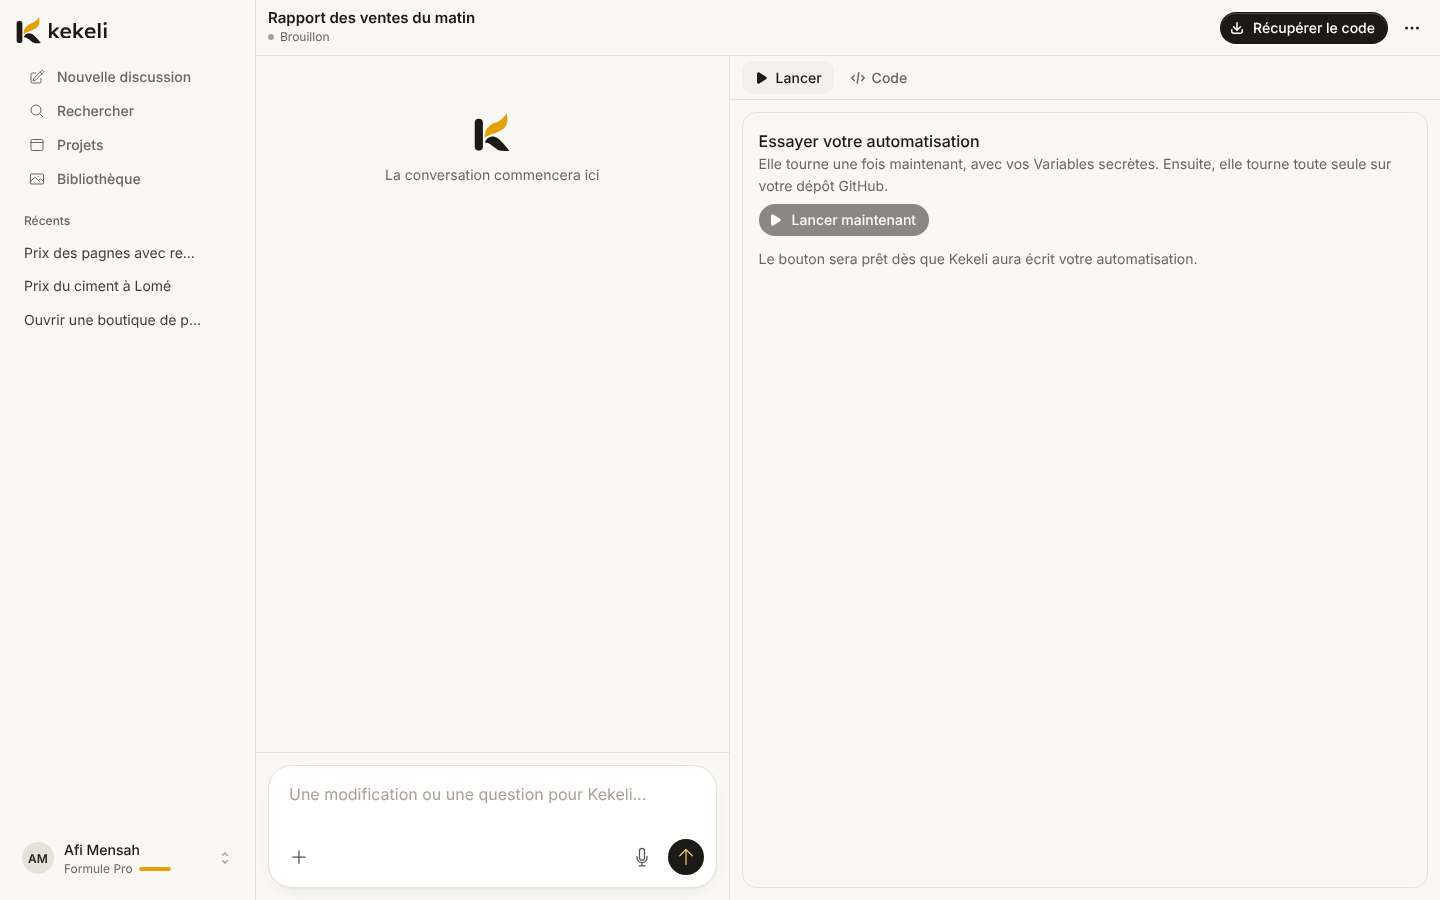 kekeli
Nouvelle discussion
Rechercher
Projets
Bibliothèque
Récents
Prix des pagnes avec re...
Prix du ciment à Lomé
Ouvrir une boutique de p...
AM
Afi Mensah
Formule Pro
Rapport des ventes du matin
Brouillon
Récupérer le code
La conversation commencera ici
Une modification ou une question pour Kekeli...
Lancer
Code
Essayer votre automatisation
Elle tourne une fois maintenant, avec vos Variables secrètes. Ensuite, elle tourne toute seule sur
votre dépôt GitHub.
Lancer maintenant
Le bouton sera prêt dès que Kekeli aura écrit votre automatisation.